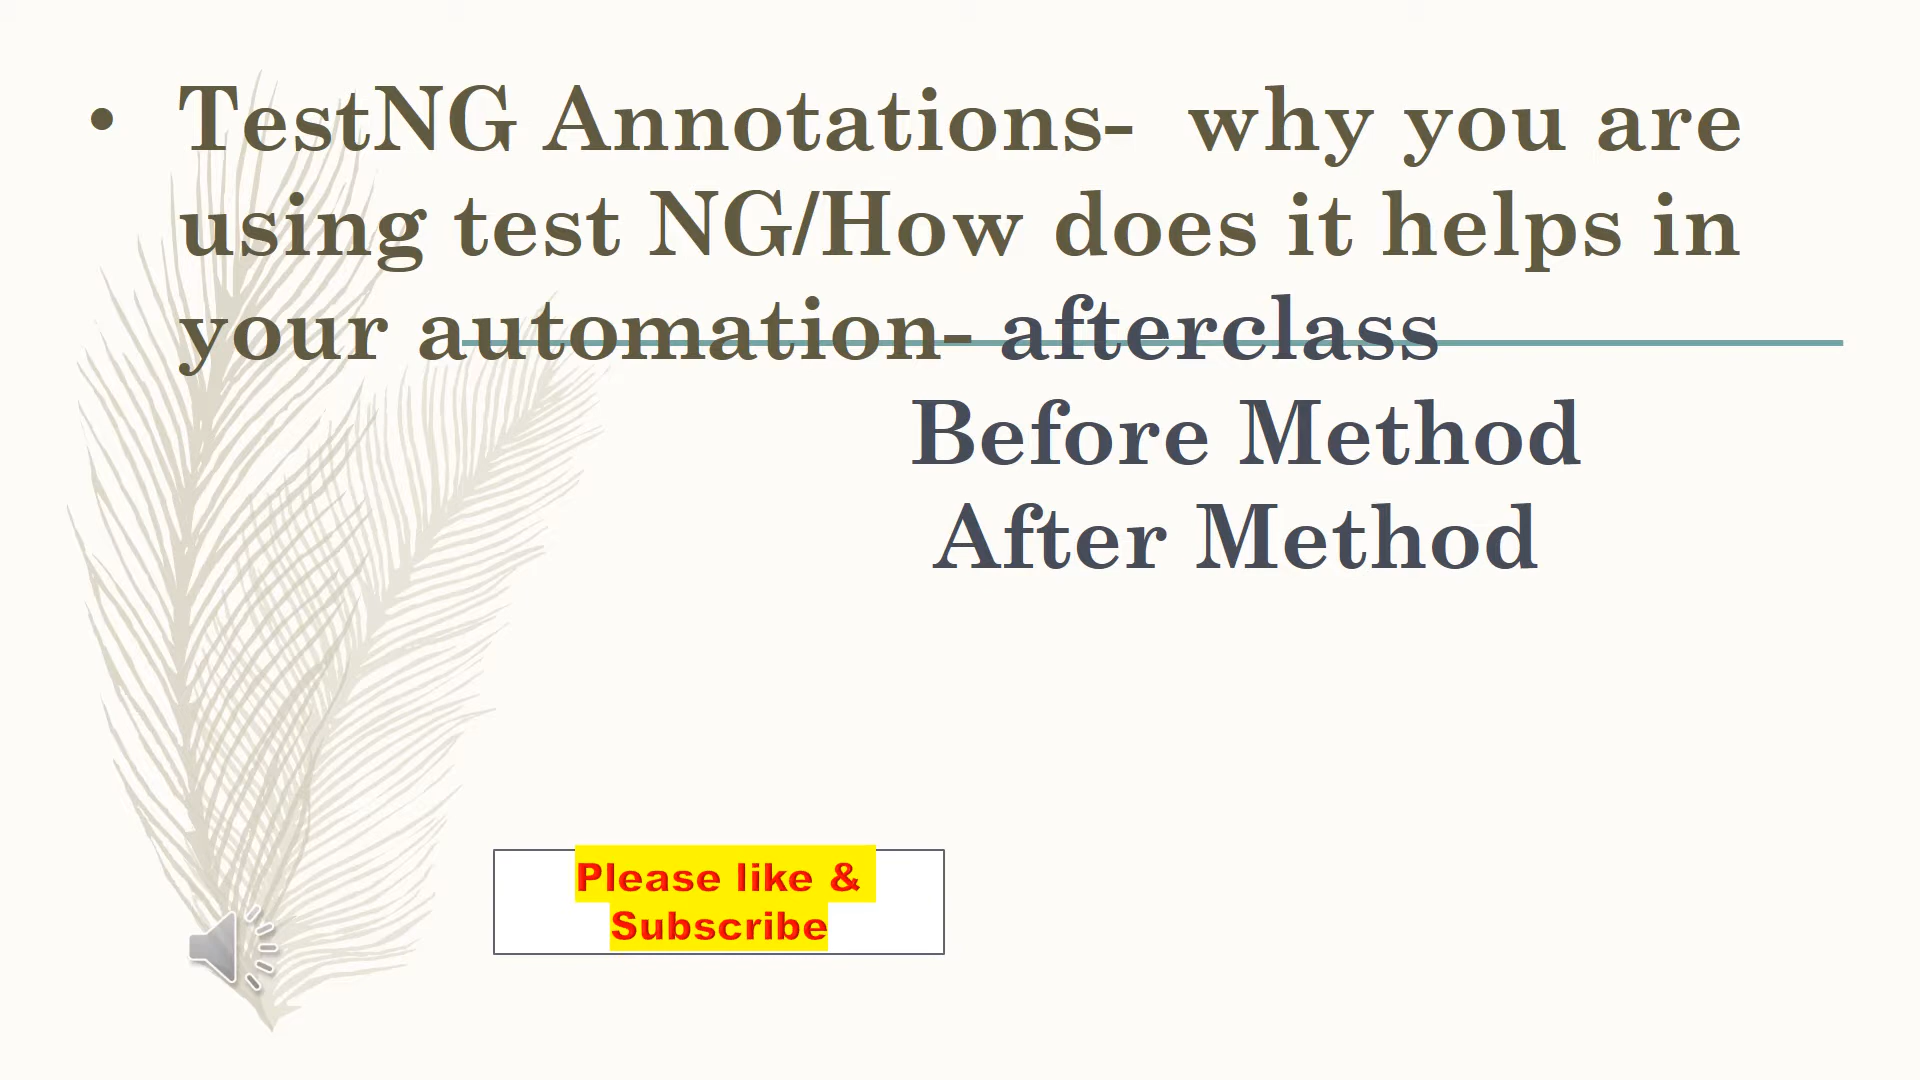 • TestNG Annotations-  why you are
using test NG/How does it helps in
your automation- afterclass
Before Method
After Method
Please like &
Subscribe